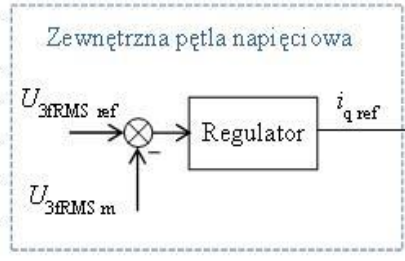 Zewnętrzna pętla napięciowa
U3fRMS ref
Regulator
iq ref
−
U3fRMS m